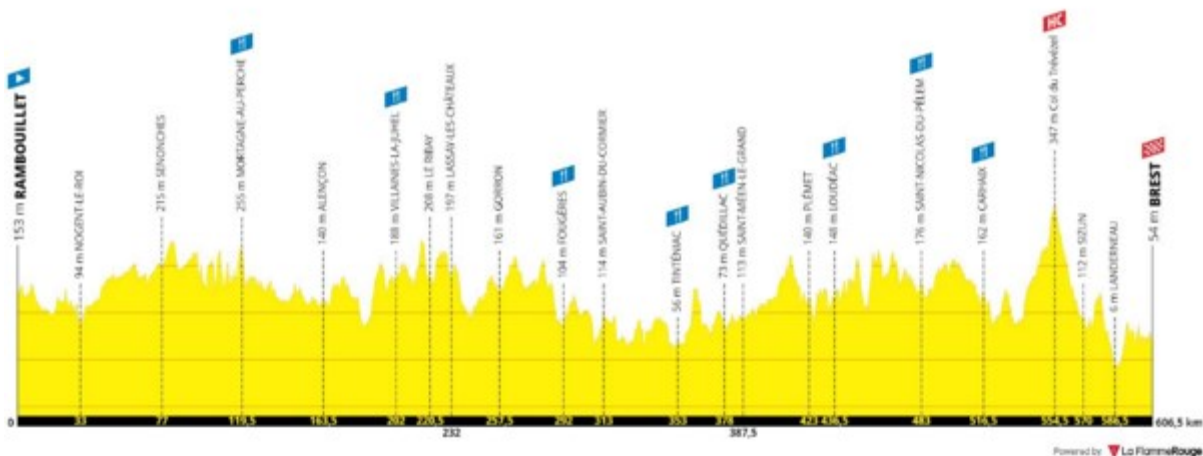 153 m RAMBOUILLET
94 m NOGENT-LE-ROI
215 m SENONCHES
255 m MORTAGNE-AU-PERCHE
140 m ALENÇON
188 m VILLAINES-LA-JUHEL
208 m LE RIBAY
197 m LASSAY-LES-CHÂTEAUX
161 m GORRON
104 m FOUGÈRES
114 m SAINT-AUBIN-DU-CORMIER
56 m TINTÉNIAC
73 m QUÉDILLAC
113 m SAINT-MÉEN-LE-GRAND
140 m PLÉMET
148 m LOUDÉAC
176 m SAINT-NICOLAS-DU-PÉLEM
162 m CARHAIX
HC
347 m Col du Trévézel
112 m SIZUN
6 m LANDERNEAU
54 m BREST
0 33 77 119,5 163,5 202 220,5 257,5 292 313 353 378 423 436,5 483 516,5 554,5 570 586,5 606,5 km
232 387,5
Powered by La FlammeRouge